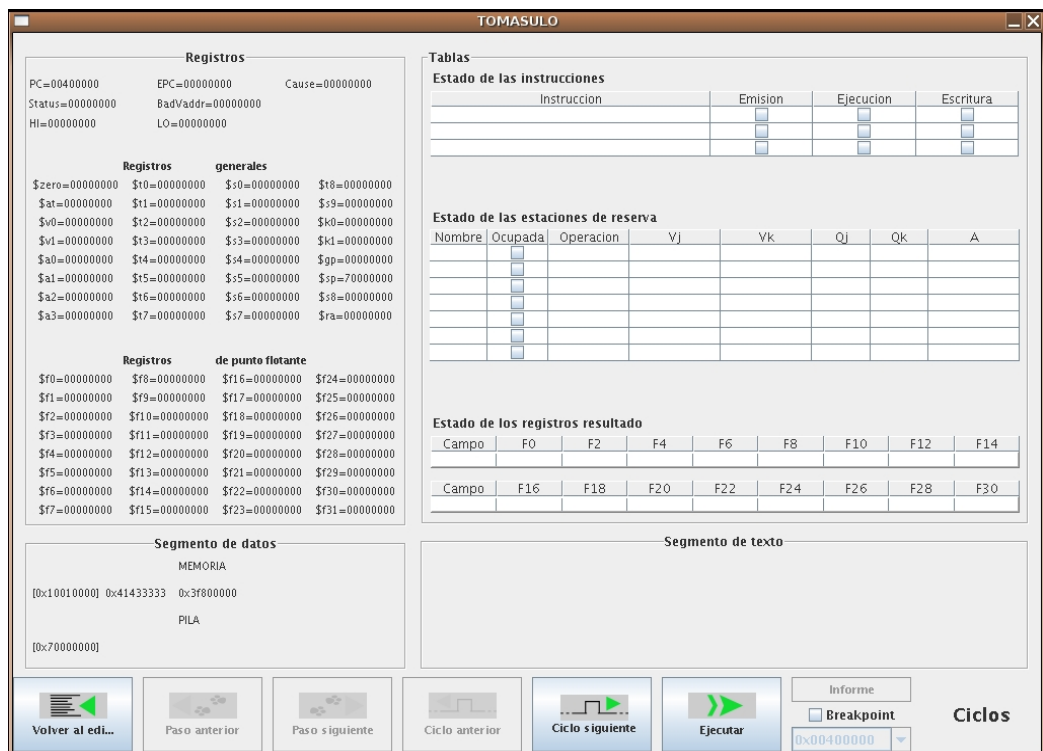 TOMASULO
Registros
PC=00400000 EPC=00000000 Cause=00000000
Status=00000000 BadVaddr=00000000
HI=00000000 LO=00000000
Registros generales
$zero=00000000 $t0=00000000 $s0=00000000 $t8=00000000
$at=00000000 $t1=00000000 $s1=00000000 $s9=00000000
$v0=00000000 $t2=00000000 $s2=00000000 $k0=00000000
$v1=00000000 $t3=00000000 $s3=00000000 $k1=00000000
$a0=00000000 $t4=00000000 $s4=00000000 $gp=00000000
$a1=00000000 $t5=00000000 $s5=00000000 $sp=70000000
$a2=00000000 $t6=00000000 $s6=00000000 $s8=00000000
$a3=00000000 $t7=00000000 $s7=00000000 $ra=00000000
Registros de punto flotante
$f0=00000000 $f8=00000000 $f16=00000000 $f24=00000000
$f1=00000000 $f9=00000000 $f17=00000000 $f25=00000000
$f2=00000000 $f10=00000000 $f18=00000000 $f26=00000000
$f3=00000000 $f11=00000000 $f19=00000000 $f27=00000000
$f4=00000000 $f12=00000000 $f20=00000000 $f28=00000000
$f5=00000000 $f13=00000000 $f21=00000000 $f29=00000000
$f6=00000000 $f14=00000000 $f22=00000000 $f30=00000000
$f7=00000000 $f15=00000000 $f23=00000000 $f31=00000000
Tablas
Estado de las instrucciones
Instruccion Emision Ejecucion Escritura
Estado de las estaciones de reserva
Nombre Ocupada Operacion Vj Vk Qj Qk A
Estado de los registros resultado
Campo F0 F2 F4 F6 F8 F10 F12 F14
Campo F16 F18 F20 F22 F24 F26 F28 F30
Segmento de datos
MEMORIA
[0x10010000] 0x41433333 0x3f800000
PILA
[0x70000000]
Segmento de texto
Volver al edi...
Paso anterior
Paso siguiente
Ciclo anterior
Ciclo siguiente
Ejecutar
Informe
Breakpoint
0x00400000
Ciclos